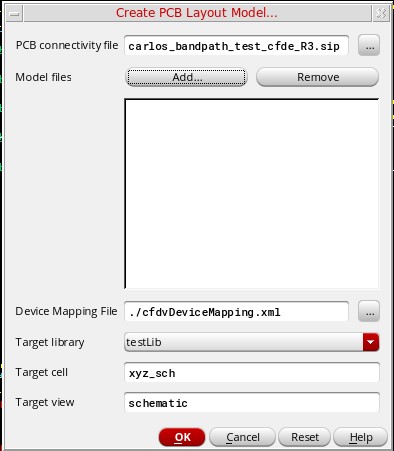 Create PCB Layout Model...
PCB connectivity file carlos_bandpath_test_cfde_R3.sip ...
Model files Add... Remove
Device Mapping File ./cfdvDeviceMapping.xml ...
Target library testLib
Target cell xyz_sch
Target view schematic
OK Cancel Reset Help